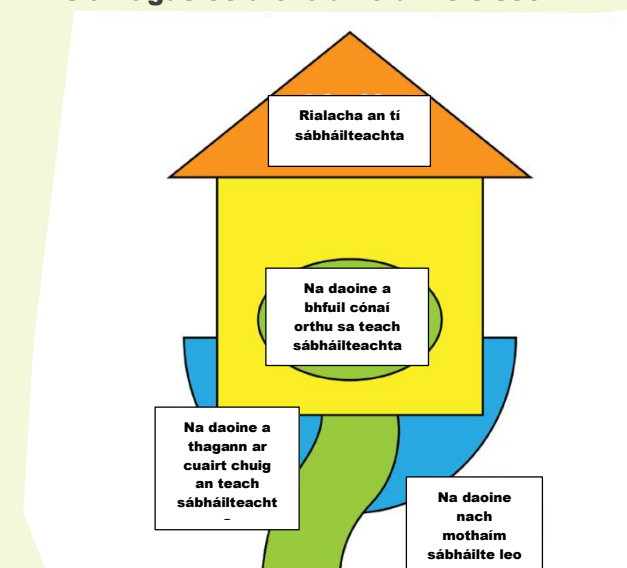 Rialacha an tí
sábháilteachta
Na daoine a
bhfuil cónaí
orthu sa teach
sábháilteachta
Na daoine a
thagann ar
cuairt chuig
an teach
sábháilteacht
Na daoine
nach
mothaím
sábháilte leo